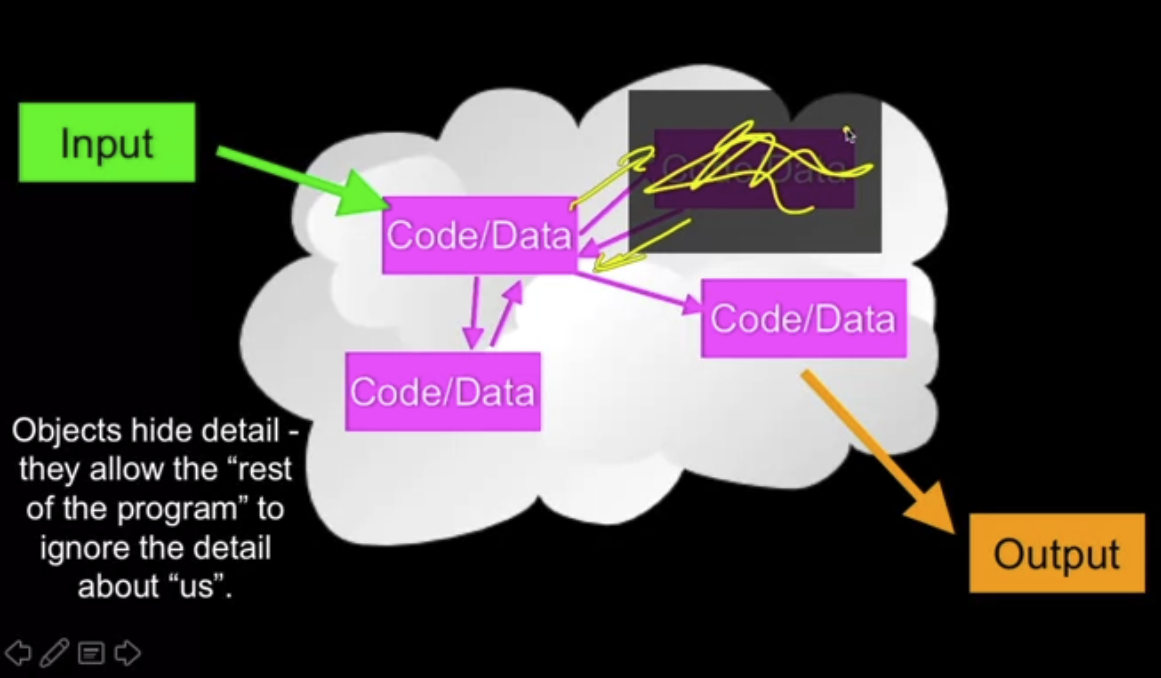 Input
Code/Data
Code/Data
Code/Data
Code/Data
Objects hide detail -
they allow the “rest
of the program” to
ignore the detail
about “us”.
Output